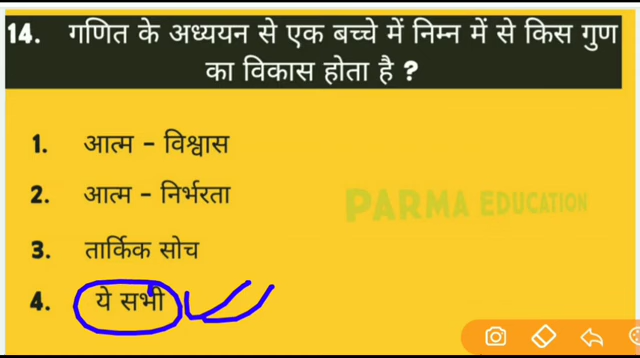 14. गणित के अध्ययन से एक बच्चे में निम्न में से किस गुण
का विकास होता है ?
1. आत्म - विश्वास
2. आत्म - निर्भरता
PARMA EDUCATION
3. तार्किक सोच
4. ये सभी